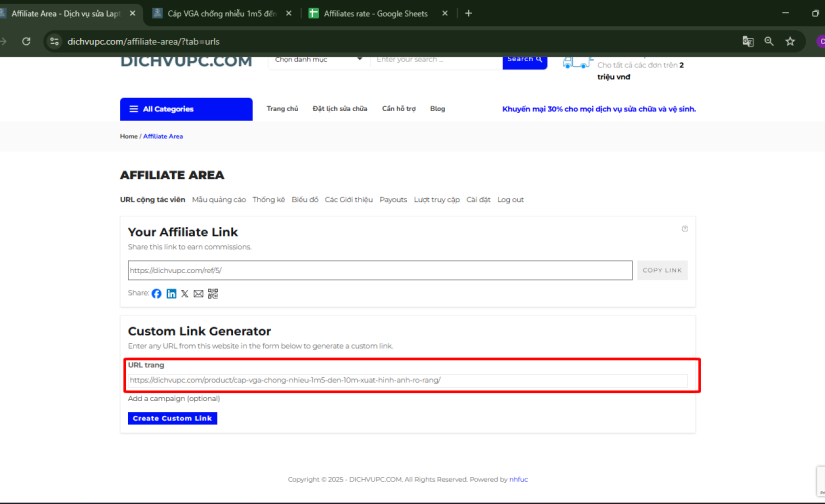 Affiliate Area - Dịch vụ sửa Lapt
Cáp VGA chống nhiễu 1m5 đến
Affiliates rate - Google Sheets
dichvupc.com/affiliate-area/?tab=urls
DICHVUPC.COM
Chọn danh mục
Enter your search ...
Search
Cho tất cả các đơn trên 2
triệu vnđ
All Categories
Trang chủ
Đặt lịch sửa chữa
Cần hỗ trợ
Blog
Khuyến mại 30% cho mọi dịch vụ sửa chữa và vệ sinh.
Home / Affiliate Area
AFFILIATE AREA
URL cộng tác viên Mẫu quảng cáo Thống kê Biểu đồ Các Giới thiệu Payouts Lượt truy cập Cài đặt Log out
Your Affiliate Link
Share this link to earn commissions.
https://dichvupc.com/ref/5/
COPY LINK
Share:
Custom Link Generator
Enter any URL from this website in the form below to generate a custom link.
URL trang
https://dichvupc.com/product/cap-vga-chong-nhieu-1m5-den-10m-xuat-hinh-anh-ro-rang/
Add a campaign (optional)
Create Custom Link
Copyright © 2025 - DICHVUPC.COM. All Rights Reserved. Powered by nhfuc